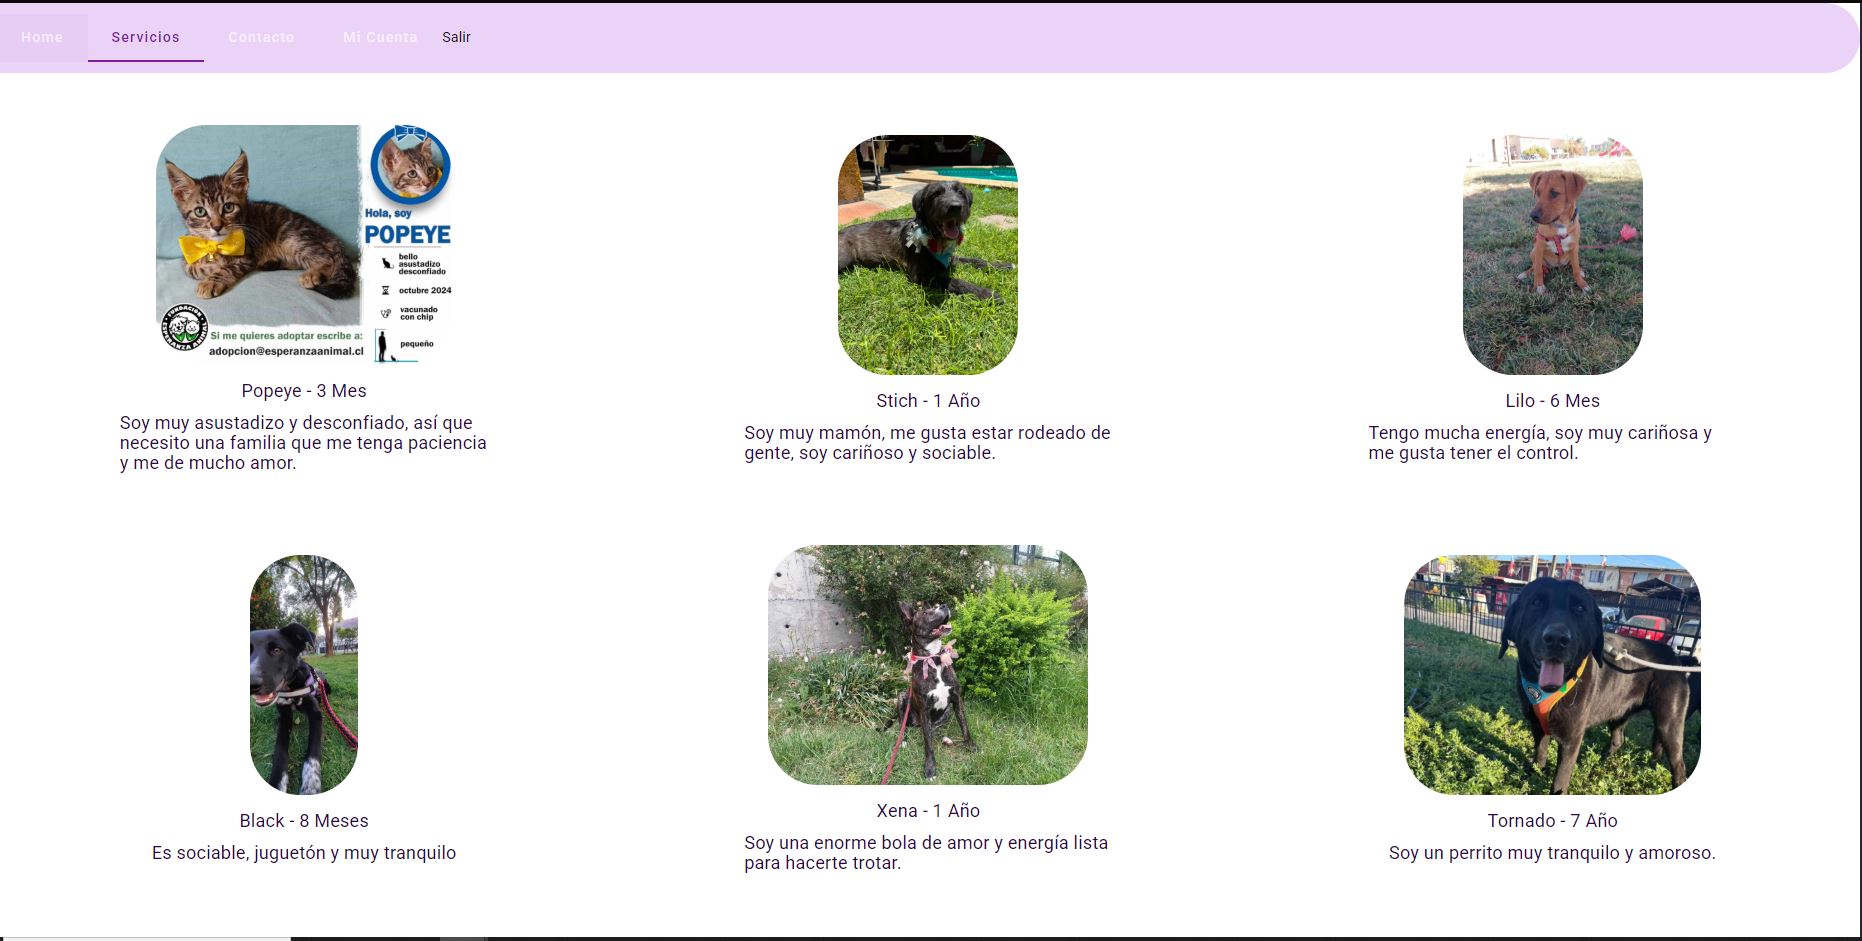 Home
Servicios
Contacto
Mi Cuenta
Salir
Hola, soy
POPEYE
bello
asustadizo
desconfiado
octubre 2024
vacunado
con chip
pequeño
FUNDACIÓN
ESPERANZA ANIMAL
Si me quieres adoptar escribe a:
adopcion@esperanzaanimal.cl
Popeye - 3 Mes
Soy muy asustadizo y desconfiado, así que
necesito una familia que me tenga paciencia
y me de mucho amor.
Stich - 1 Año
Soy muy mamón, me gusta estar rodeado de
gente, soy cariñoso y sociable.
Lilo - 6 Mes
Tengo mucha energía, soy muy cariñosa y
me gusta tener el control.
Black - 8 Meses
Es sociable, juguetón y muy tranquilo
Xena - 1 Año
Soy una enorme bola de amor y energía lista
para hacerte trotar.
Tornado - 7 Año
Soy un perrito muy tranquilo y amoroso.